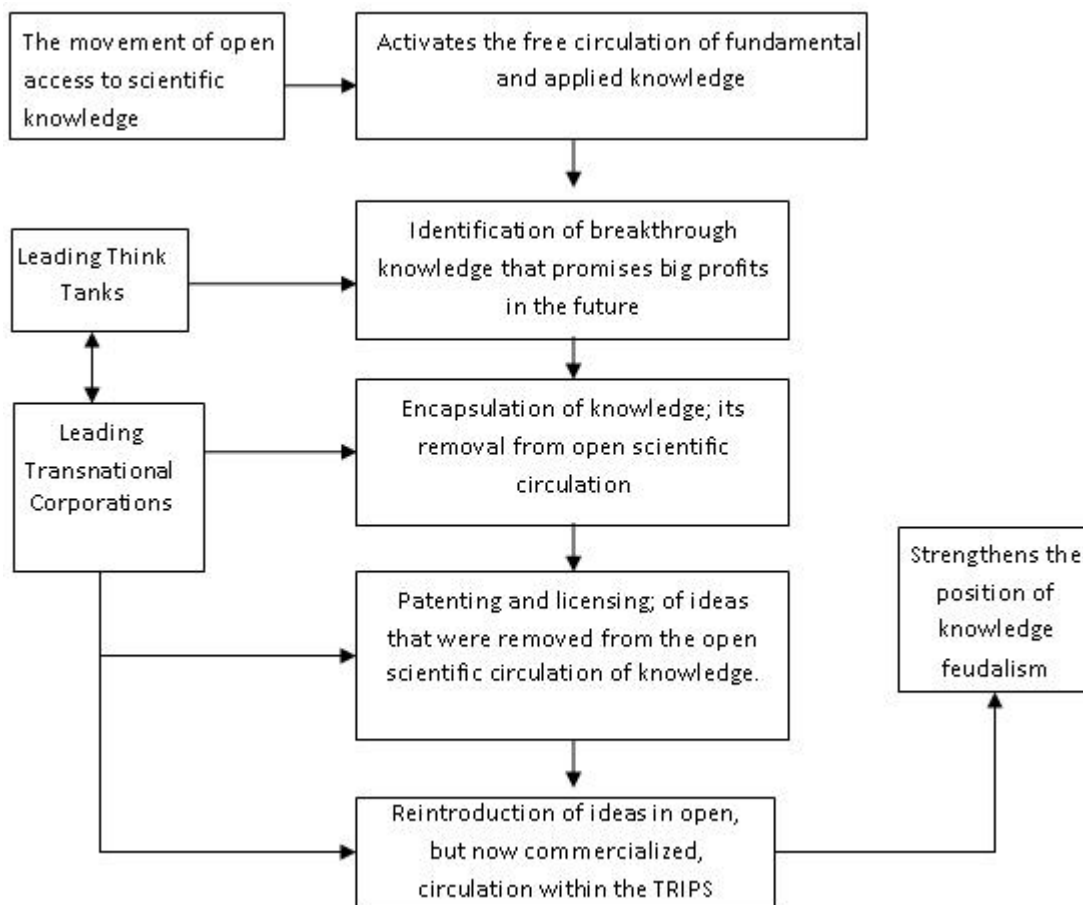 The movement of open
access to scientific
knowledge
Activates the free circulation of fundamental
and applied knowledge
Leading Think
Tanks
Identification of breakthrough
knowledge that promises big profits
in the future
Leading
Transnational
Corporations
Encapsulation of knowledge; its
removal from open scientific
circulation
Patenting and licensing; of ideas
that were removed from the open
scientific circulation of knowledge.
Strengthens the
position of
knowledge
feudalism
Reintroduction of ideas in open,
but now commercialized,
circulation within the TRIPS